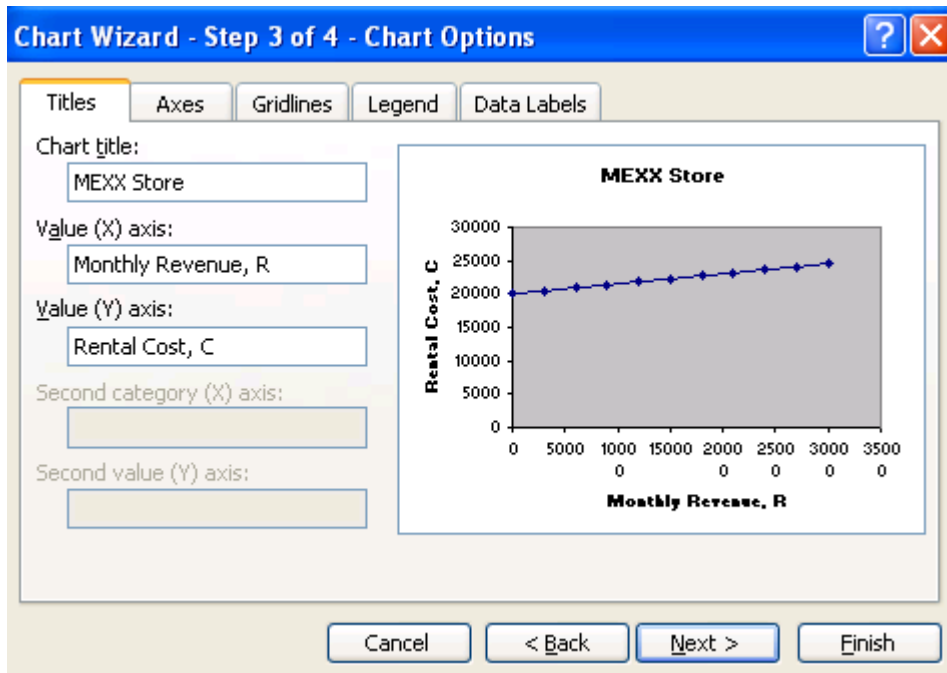 Chart Wizard - Step 3 of 4 - Chart Options
Titles Axes Gridlines Legend Data Labels
Chart title:
MEXX Store
Value (X) axis:
Monthly Revenue, R
Value (Y) axis:
Rental Cost, C
Second category (X) axis:
Second value (Y) axis:
MEXX Store
Rental Cost, C
30000
25000
20000
15000
10000
5000
0
0 5000 1000 15000 2000 2500 3000 3500
0 0 0 0 0
Monthly Revenue, R
Cancel < Back Next > Finish